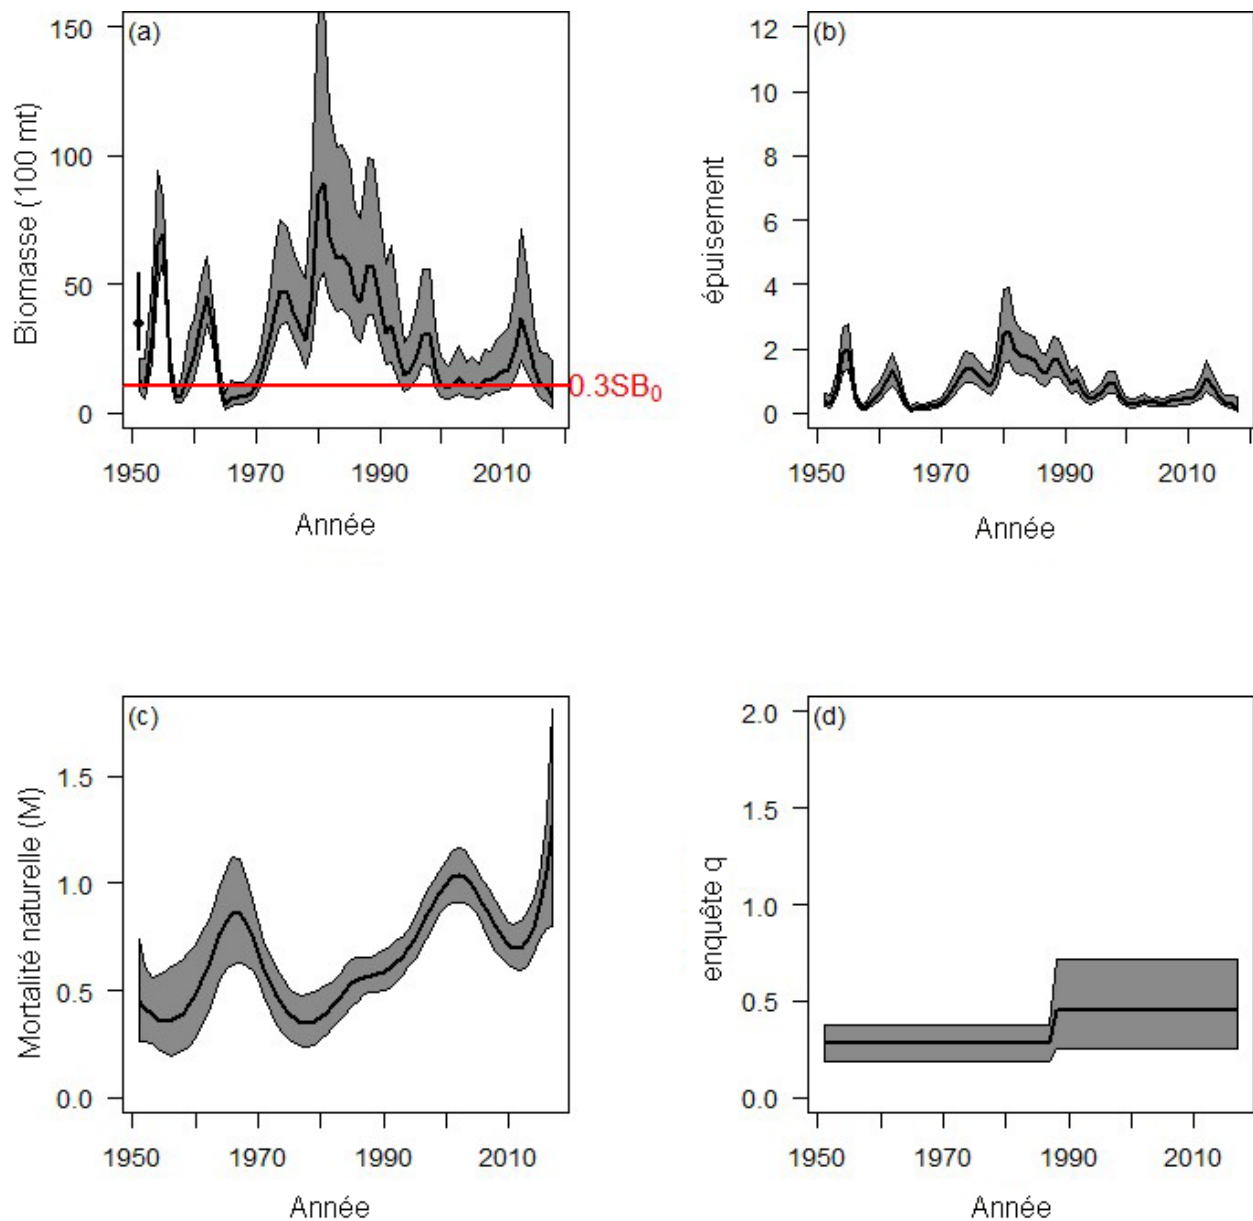 (a)
150
100
50
0
Biomasse (100 mt)
0.3SB₀
1950 1970 1990 2010
Année
(b)
12
10
8
6
4
2
0
épuisement
1950 1970 1990 2010
Année
(c)
1.5
1.0
0.5
0.0
Mortalité naturelle (M)
1950 1970 1990 2010
Année
(d)
2.0
1.5
1.0
0.5
0.0
enquête q
1950 1970 1990 2010
Année